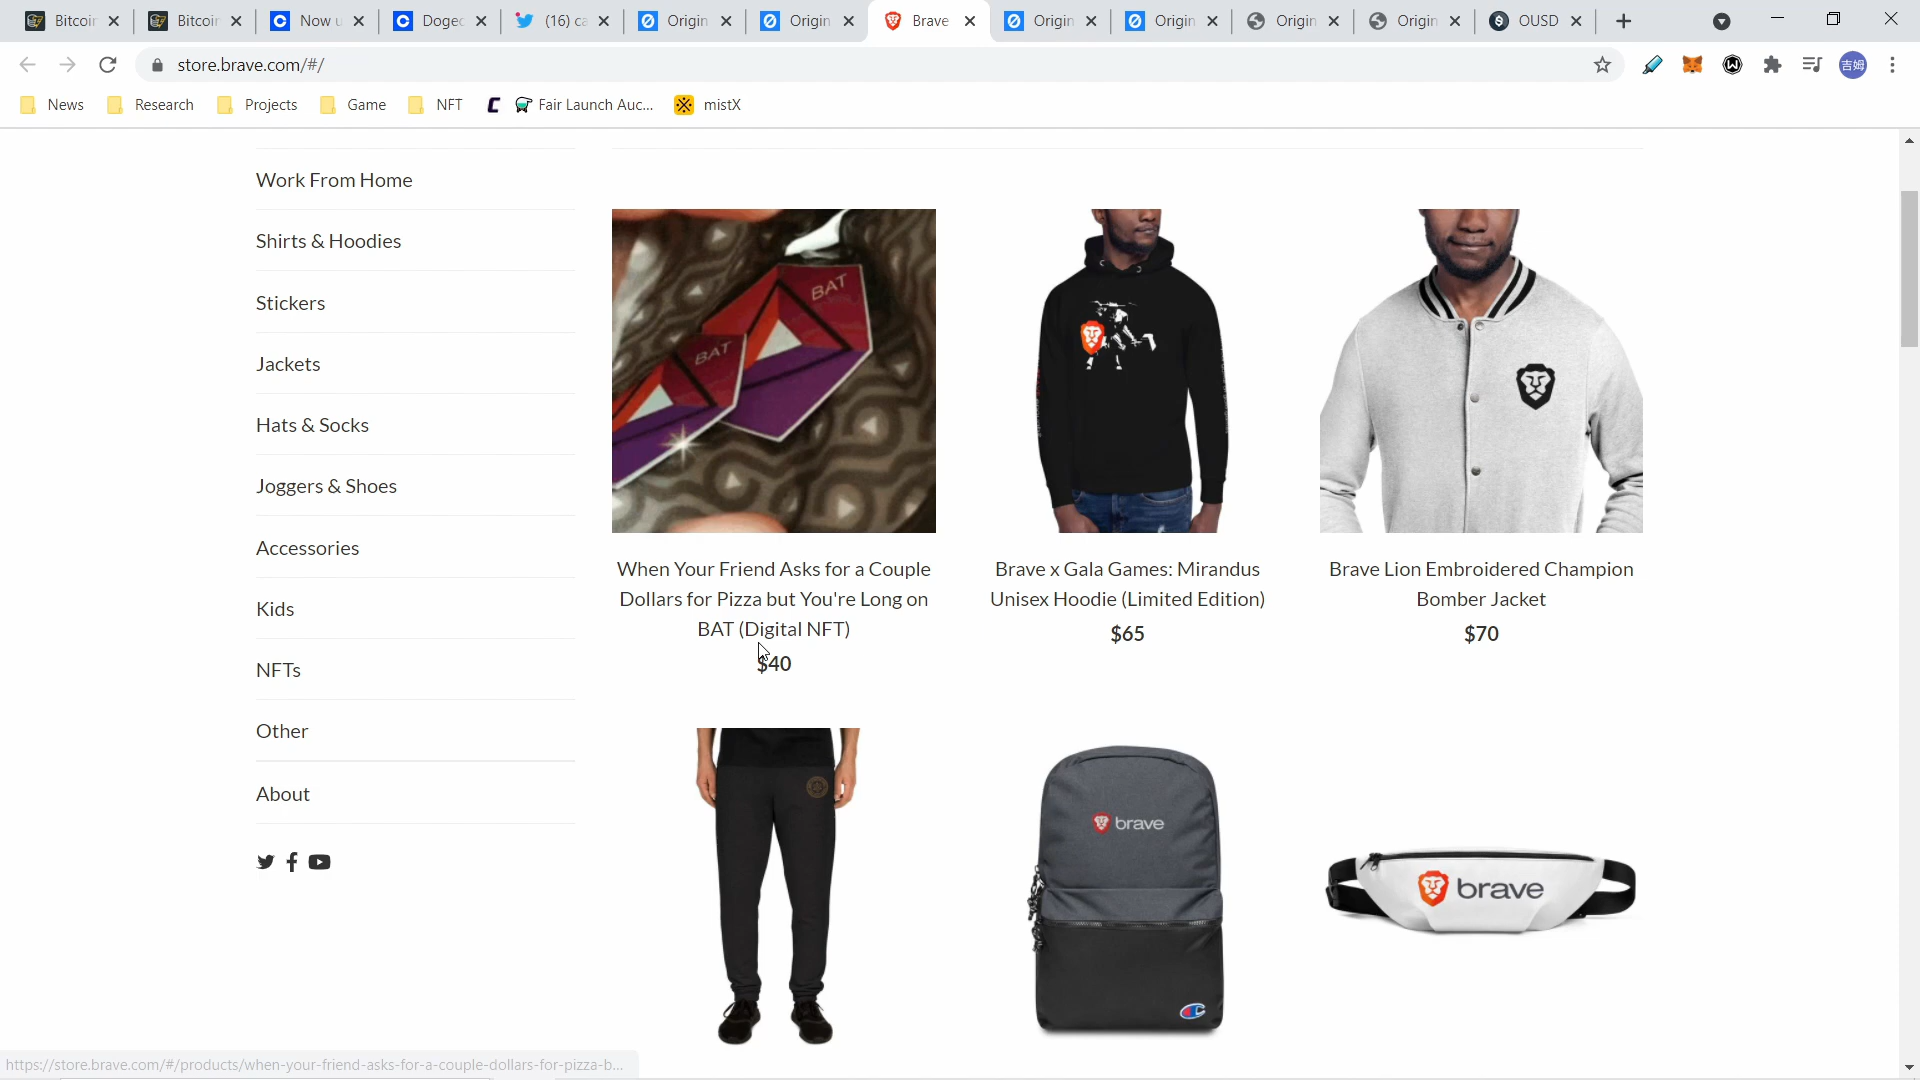 Bitcoin
Bitcoin
Now u
Dogec
(16) ca
Origin
Origin
Brave
Origin
Origin
Origin
Origin
OUSD
store.brave.com/#/
吉姆
News
Research
Projects
Game
NFT
Fair Launch Auc...
mistX
Work From Home
Shirts & Hoodies
Stickers
Jackets
Hats & Socks
Joggers & Shoes
Accessories
Kids
NFTs
Other
About
BAT
BAT
When Your Friend Asks for a Couple
Dollars for Pizza but You're Long on
BAT (Digital NFT)
$40
Brave x Gala Games: Mirandus
Unisex Hoodie (Limited Edition)
$65
Brave Lion Embroidered Champion
Bomber Jacket
$70
brave
brave
https://store.brave.com/#/products/when-your-friend-asks-for-a-couple-dollars-for-pizza-b...